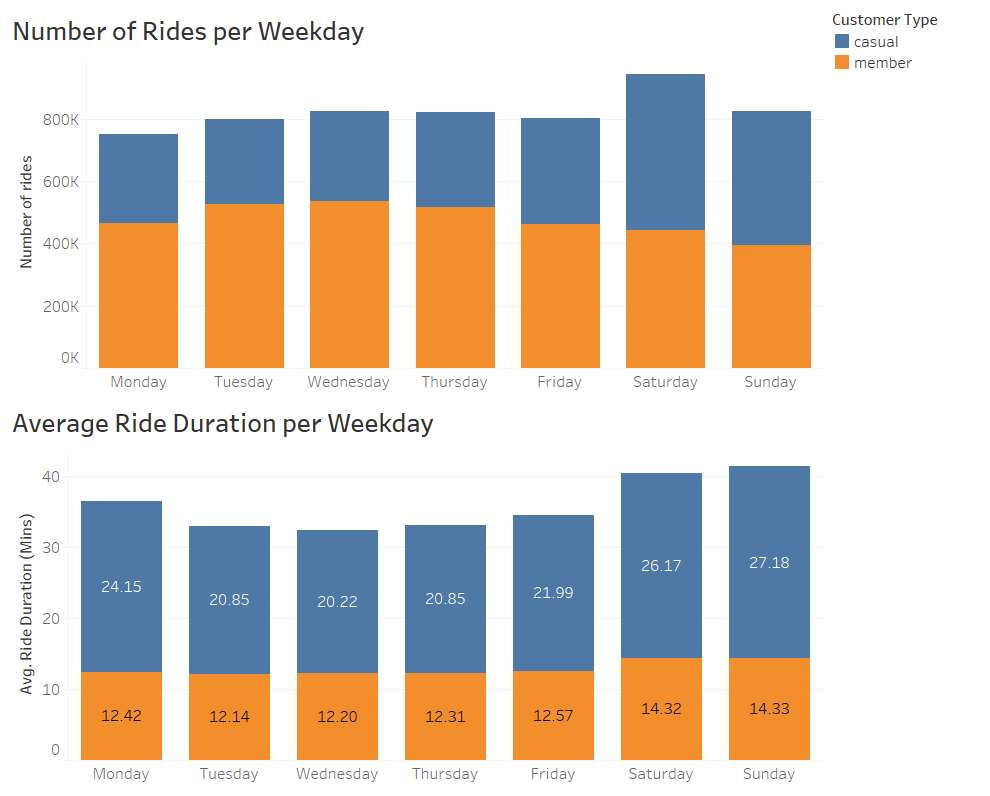 Number of Rides per Weekday
Customer Type
casual
member
Number of rides
800K
600K
400K
200K
0K
Monday Tuesday Wednesday Thursday Friday Saturday Sunday
Average Ride Duration per Weekday
Avg. Ride Duration (Mins)
40
30
20
10
0
24.15 20.85 20.22 20.85 21.99 26.17 27.18
12.42 12.14 12.20 12.31 12.57 14.32 14.33
Monday Tuesday Wednesday Thursday Friday Saturday Sunday